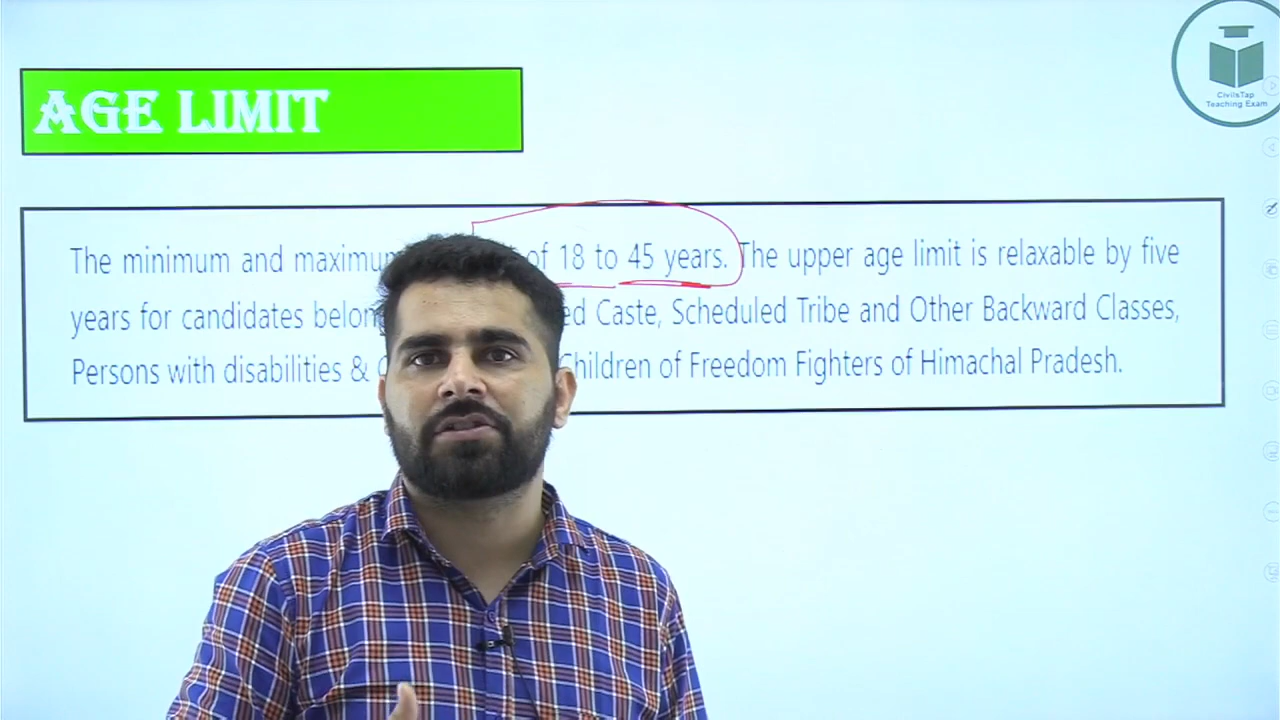 AGE LIMIT
CivilsTap
Teaching Exam
The minimum and maximum of 18 to 45 years. The upper age limit is relaxable by five
years for candidates Caste, Scheduled Tribe and Other Backward Classes,
Persons with disabilities & Children of Freedom Fighters of Himachal Pradesh.